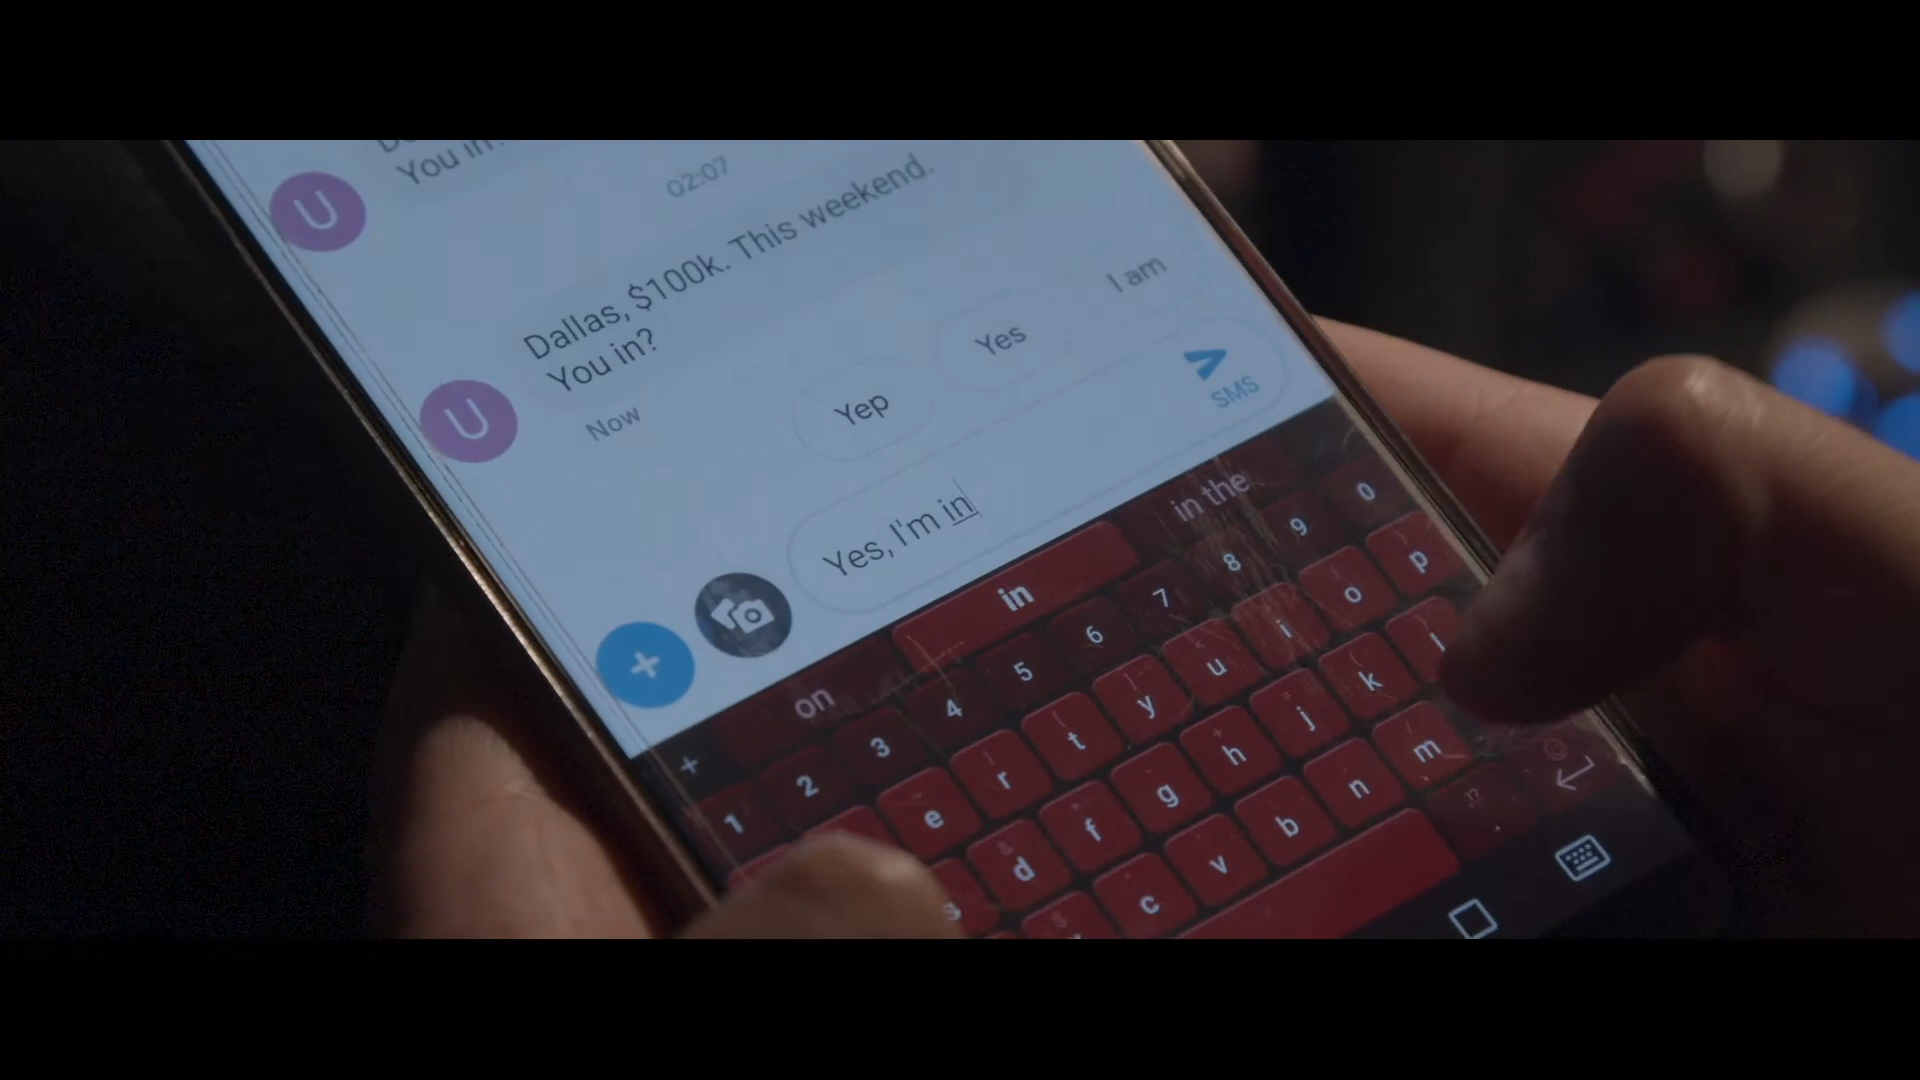 You in?
U
02:07
Dallas, $100k. This weekend.
You in?
U
Now
Yep
Yes
I am
SMS
Yes, I'm in
on
in
in the
1 2 3 4 5 6 7 8 9 0
e r t y u i o p
s d f g h j k l
c v b n m
!?